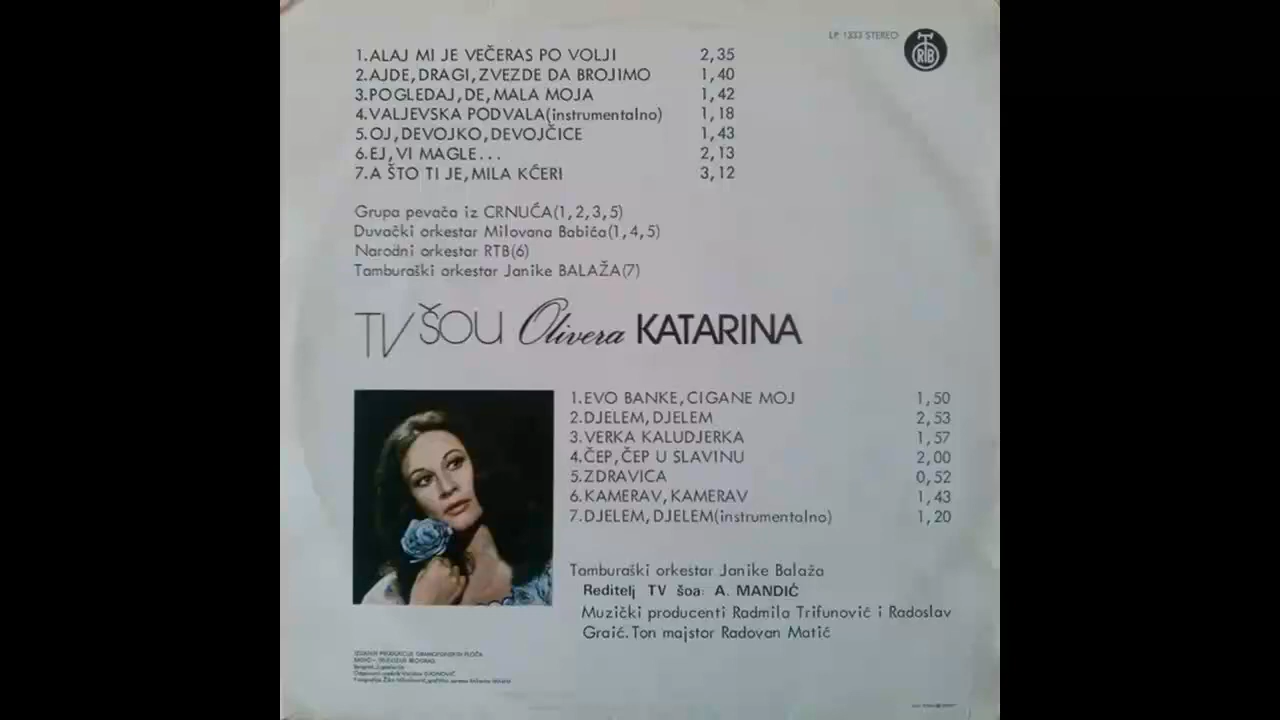 LP 1333 STEREO
RTB
1.ALAJ MI JE VEČERAS PO VOLJI 2,35
2.AJDE,DRAGI,ZVEZDE DA BROJIMO 1,40
3.POGLEDAJ,DE,MALA MOJA 1,42
4.VALJEVSKA PODVALA(instrumentalno) 1,18
5.OJ,DEVOJKO,DEVOJČICE 1,43
6.EJ,VI MAGLE... 2,13
7.A ŠTO TI JE,MILA KĆERI 3,12
Grupa pevača iz CRNUĆA(1,2,3,5)
Duvački orkestar Milovana Babića(1,4,5)
Narodni orkestar RTB(6)
Tamburaški orkestar Janike BALAŽA(7)
TV ŠOU Olivera KATARINA
1.EVO BANKE,CIGANE MOJ 1,50
2.DJELEM,DJELEM 2,53
3.VERKA KALUDJERKA 1,57
4.ČEP,ČEP U SLAVINU 2,00
5.ZDRAVICA 0,52
6.KAMERAV,KAMERAV 1,43
7.DJELEM,DJELEM(instrumentalno) 1,20
Tamburaški orkestar Janike Balaža
Reditelj TV šoa: A. MANDIĆ
Muzički producenti Radmila Trifunović i Radoslav
Graić.Ton majstor Radovan Matić
IZDANJE PRODUKCIJE GRAMOFONSKIH PLOČA
RADIO - TELEVIZIJE BEOGRAD